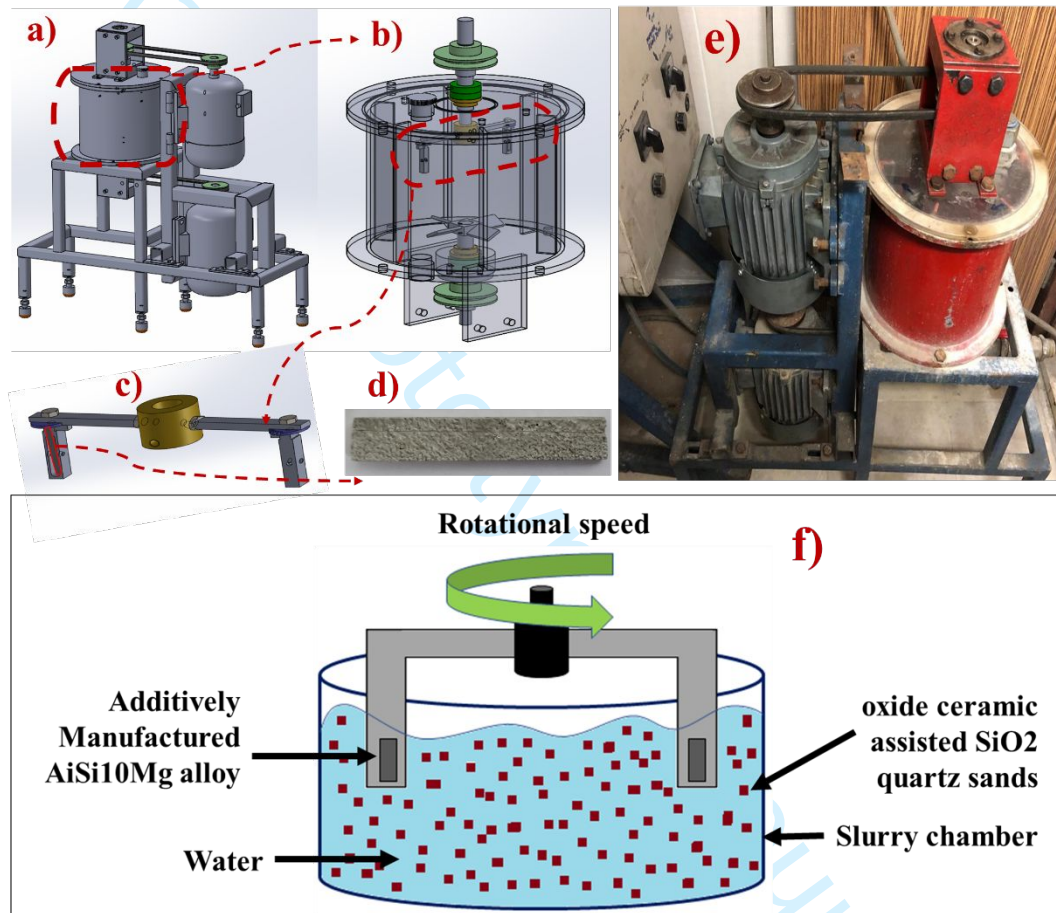 a)
b)
e)
c)
d)
Rotational speed
f)
Additively
Manufactured
AiSi10Mg alloy
oxide ceramic
assisted SiO2
quartz sands
Slurry chamber
Water